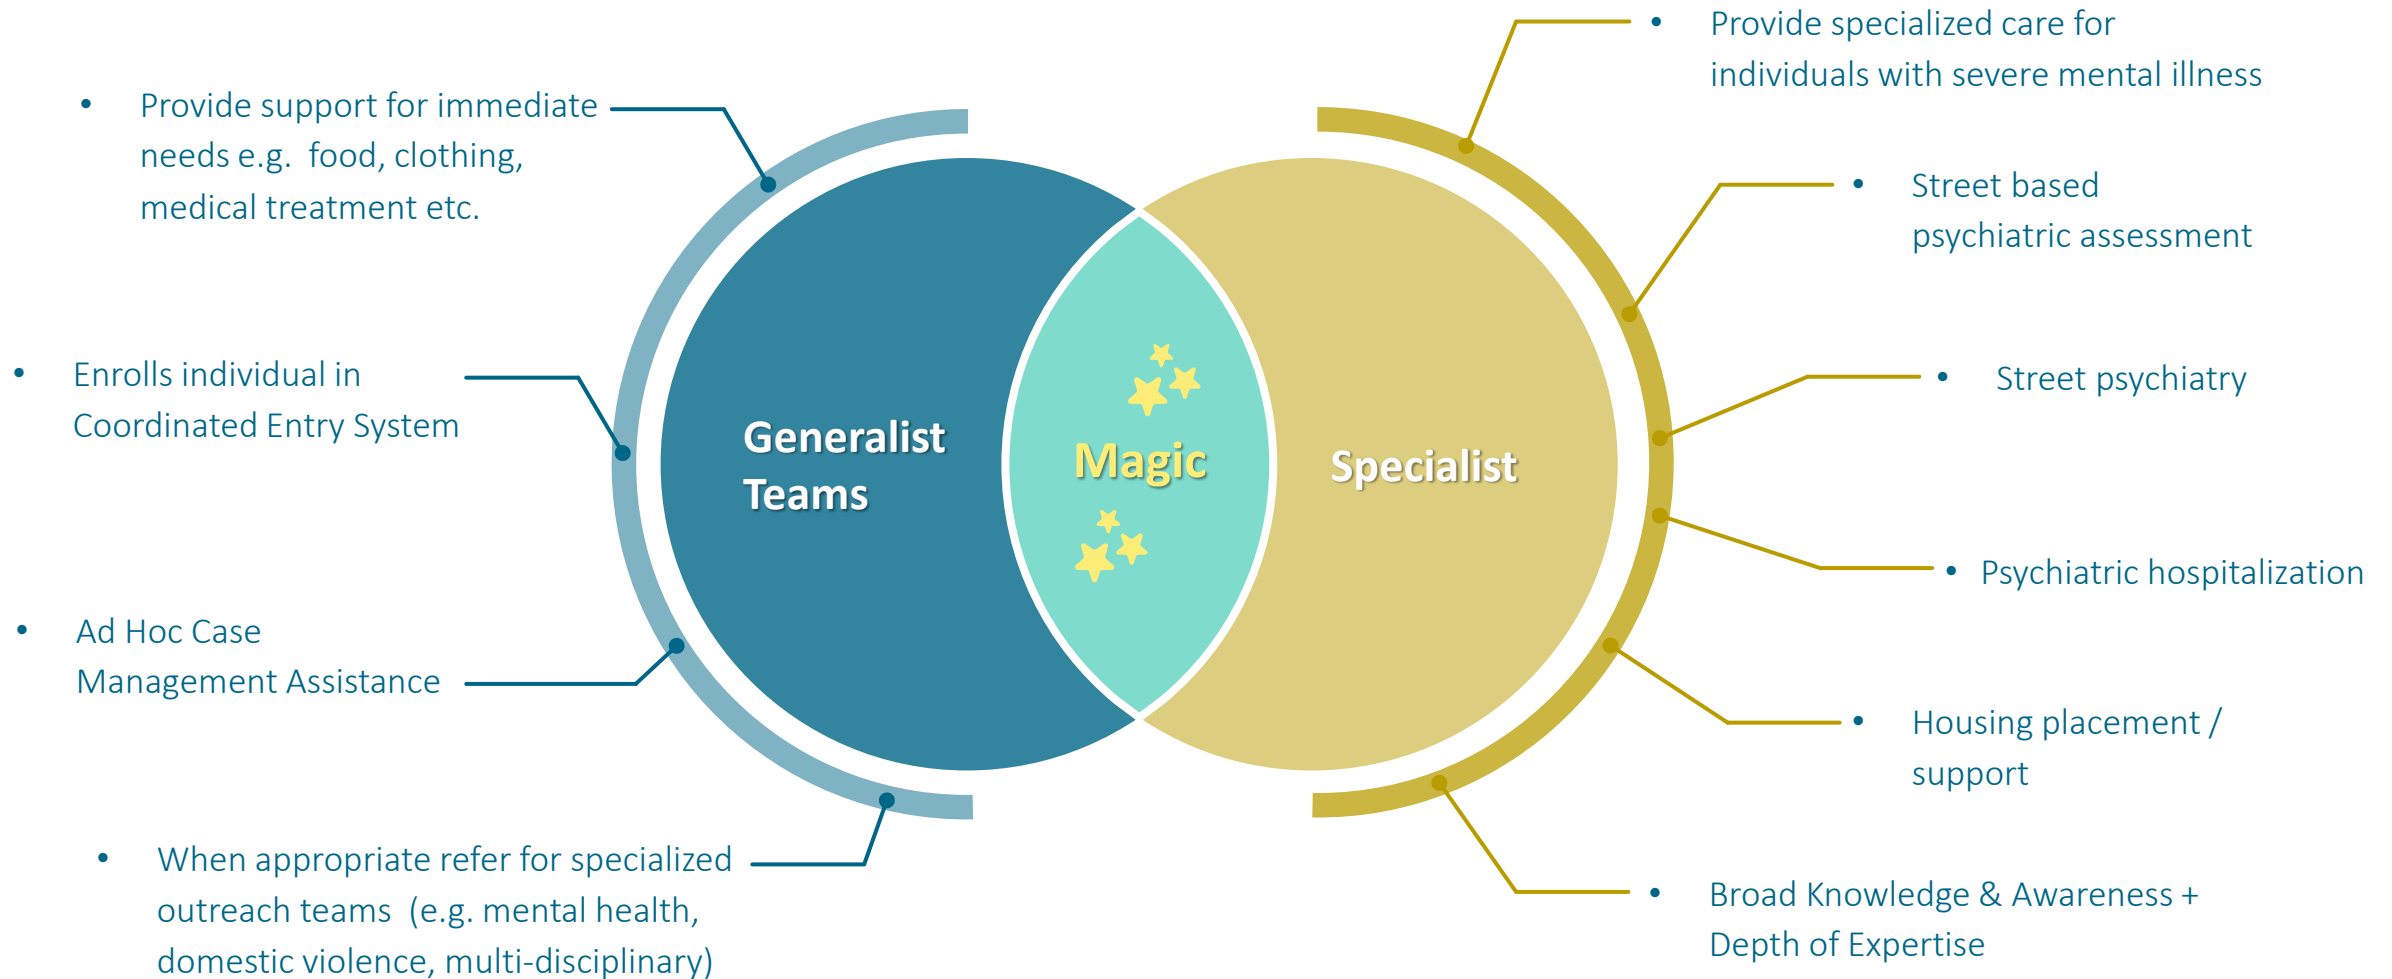 • Provide support for immediate
needs e.g. food, clothing,
medical treatment etc.
• Enrolls individual in
Coordinated Entry System
• Ad Hoc Case
Management Assistance
• When appropriate refer for specialized
outreach teams (e.g. mental health,
domestic violence, multi-disciplinary)
Generalist
Teams
Magic
Specialist
• Provide specialized care for
individuals with severe mental illness
• Street based
psychiatric assessment
• Street psychiatry
• Psychiatric hospitalization
• Housing placement /
support
• Broad Knowledge & Awareness +
Depth of Expertise